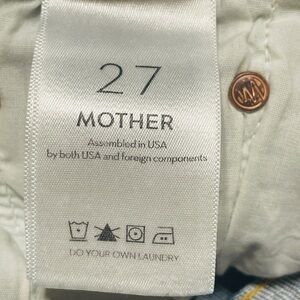 27
MOTHER
Assembled in USA
by both USA and foreign components
DO YOUR OWN LAUNDRY